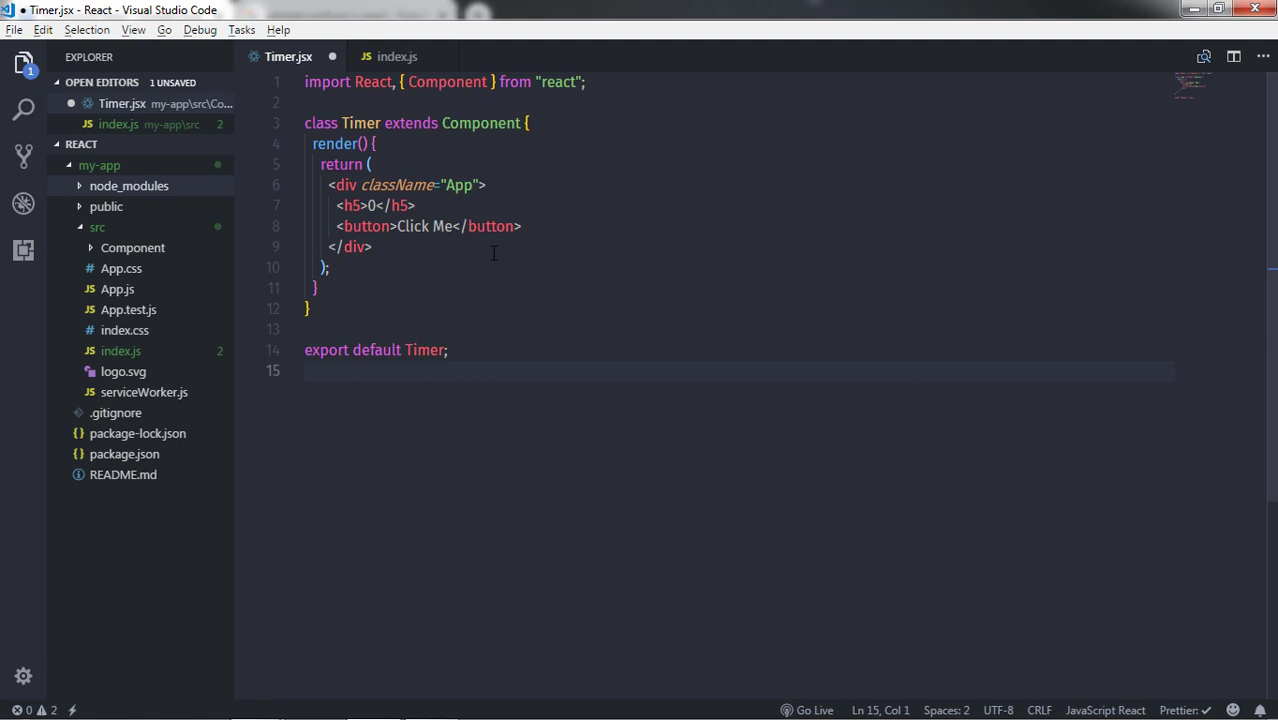 ● Timer.jsx - React - Visual Studio Code
File Edit Selection View Go Debug Tasks Help
EXPLORER
OPEN EDITORS 1 UNSAVED
Timer.jsx my-app\src\Co...
index.js my-app\src 2
REACT
my-app
node_modules
public
src
Component
App.css
App.js
App.test.js
index.css
index.js 2
logo.svg
serviceWorker.js
.gitignore
package-lock.json
package.json
README.md
1
Timer.jsx index.js
1 import React, { Component } from "react";
2
3 class Timer extends Component {
4 render() {
5 return (
6 <div className="App">
7 <h5>0</h5>
8 <button>Click Me</button>
9 </div>
10 );
11 }
12 }
13
14 export default Timer;
15
0 2 Go Live Ln 15, Col 1 Spaces: 2 UTF-8 CRLF JavaScript React Prettier: ✓